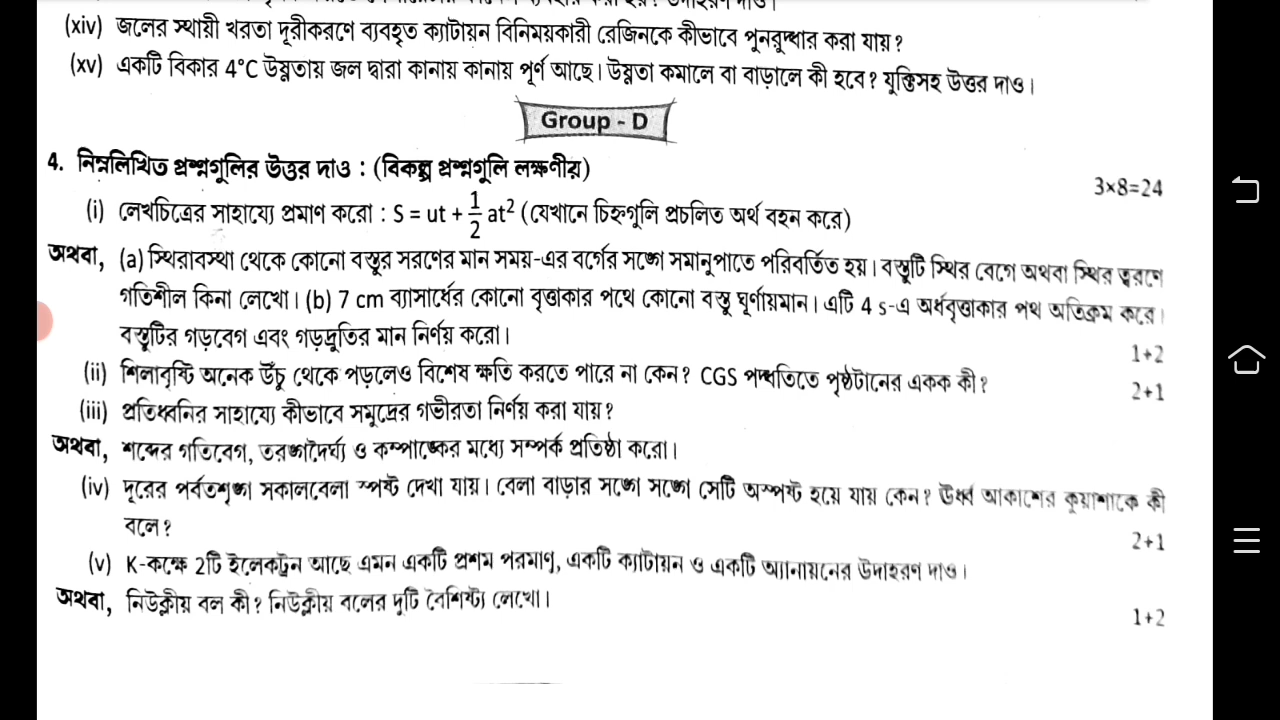 (xiv) জলের স্থায়ী খরতা দূরীকরণে ব্যবহৃত ক্যাটায়ন বিনিময়কারী রেজিনকে কীভাবে পুনরুদ্ধার করা যায়?
(xv) একটি বিকার 4°C উষ্ণতায় জল দ্বারা কানায় কানায় পূর্ণ আছে। উষ্ণতা কমালে বা বাড়ালে কী হবে? যুক্তিসহ উত্তর দাও।
Group - D
4. নিম্নলিখিত প্রশ্নগুলির উত্তর দাও : (বিকল্প প্রশ্নগুলি লক্ষণীয়)
3×8=24
(i) লেখচিত্রের সাহায্যে প্রমাণ করো : S = ut + 1/2 at² (যেখানে চিহ্নগুলি প্রচলিত অর্থ বহন করে)
অথবা, (a) স্থিরাবস্থা থেকে কোনো বস্তুর সরণের মান সময়-এর বর্গের সঙ্গে সমানুপাতে পরিবর্তিত হয়। বস্তুটি স্থির বেগে অথবা স্থির ত্বরণে
গতিশীল কিনা লেখো। (b) 7 cm ব্যাসার্ধের কোনো বৃত্তাকার পথে কোনো বস্তু ঘূর্ণায়মান। এটি 4 s-এ অর্ধবৃত্তাকার পথ অতিক্রম করে।
বস্তুটির গড়বেগ এবং গড়দ্রুতির মান নির্ণয় করো।
1+2
(ii) শিলাবৃষ্টি অনেক উঁচু থেকে পড়লেও বিশেষ ক্ষতি করতে পারে না কেন? CGS পদ্ধতিতে পৃষ্ঠটানের একক কী?
2+1
(iii) প্রতিধ্বনির সাহায্যে কীভাবে সমুদ্রের গভীরতা নির্ণয় করা যায়?
অথবা, শব্দের গতিবেগ, তরঙ্গদৈর্ঘ্য ও কম্পাঙ্কের মধ্যে সম্পর্ক প্রতিষ্ঠা করো।
(iv) দূরের পর্বতশৃঙ্গ সকালবেলা স্পষ্ট দেখা যায়। বেলা বাড়ার সঙ্গে সঙ্গে সেটি অস্পষ্ট হয়ে যায় কেন? ঊর্ধ্ব আকাশের কুয়াশাকে কী
বলে?
2+1
(v) K-কক্ষে 2টি ইলেকট্রন আছে এমন একটি প্রশম পরমাণু, একটি ক্যাটায়ন ও একটি অ্যানায়নের উদাহরণ দাও।
অথবা, নিউক্লীয় বল কী? নিউক্লীয় বলের দুটি বৈশিষ্ট্য লেখো।
1+2